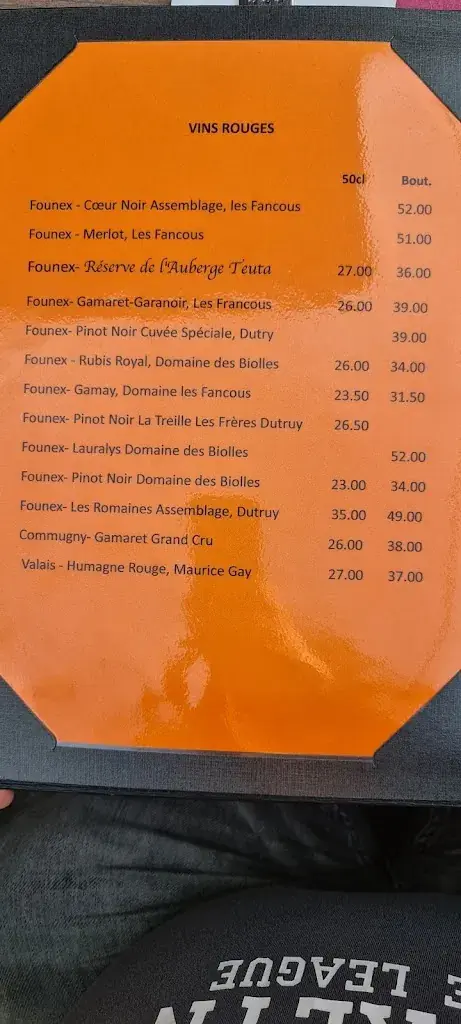 VINS ROUGES
50cl Bout.
Founex - Cœur Noir Assemblage, les Fancous 52.00
Founex - Merlot, Les Fancous 51.00
Founex- Réserve de l'Auberge Teuta 27.00 36.00
Founex- Gamaret-Garanoir, Les Francous 26.00 39.00
Founex- Pinot Noir Cuvée Spéciale, Dutry 39.00
Founex - Rubis Royal, Domaine des Biolles 26.00 34.00
Founex- Gamay, Domaine les Fancous 23.50 31.50
Founex- Pinot Noir La Treille Les Frères Dutruy 26.50
Founex- Lauralys Domaine des Biolles 52.00
Founex- Pinot Noir Domaine des Biolles 23.00 34.00
Founex- Les Romaines Assemblage, Dutruy 35.00 49.00
Commugny- Gamaret Grand Cru 26.00 38.00
Valais - Humagne Rouge, Maurice Gay 27.00 37.00
LEAGUE